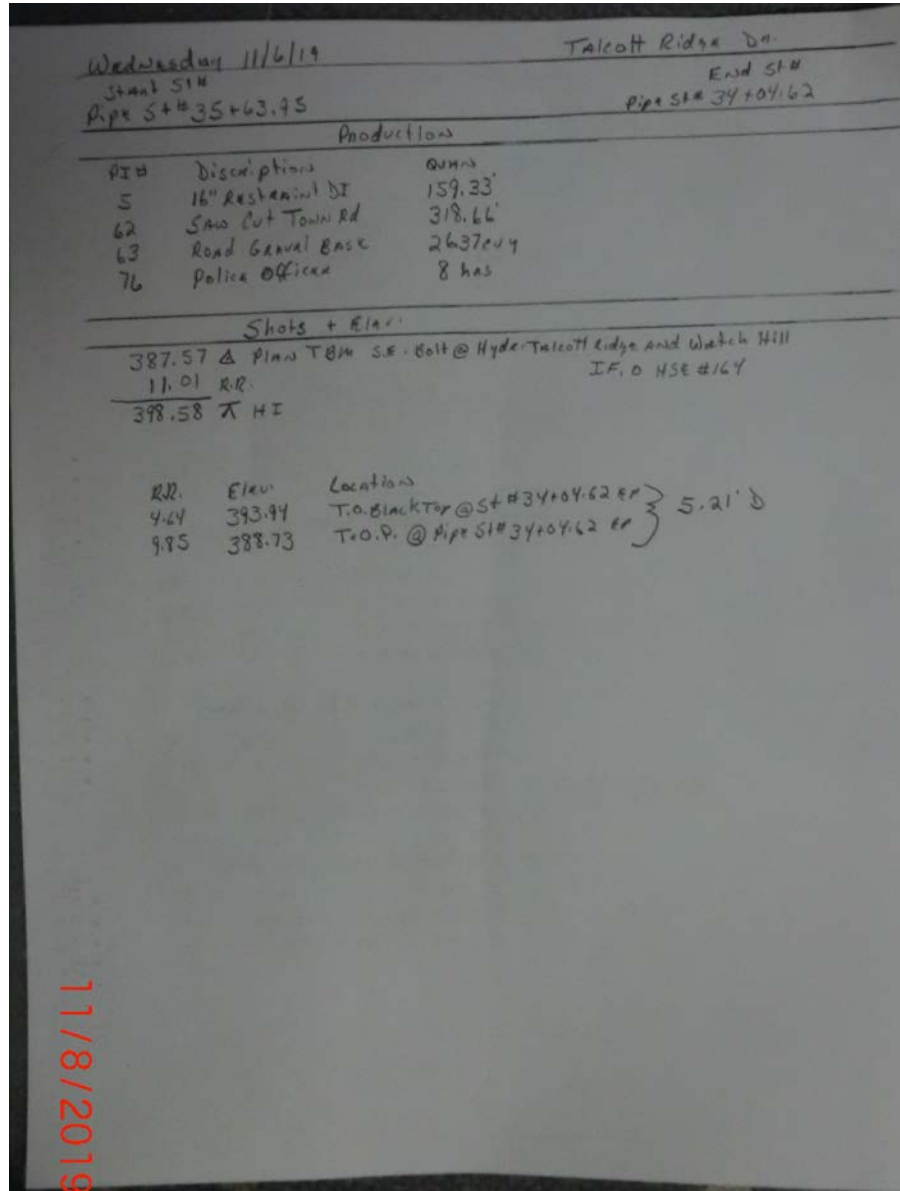 Wednesday 11/6/19 Talcott Ridge Dr.
Start St# End St#
Pipe St# 35+63.95 Pipe St# 34+04.62
Production
PI# Discription Quan
5 16" Restraint DI 159.33'
62 Saw Cut Town Rd 318.66'
63 Road Graval Base 26.37cuy
76 Police Officer 8 hrs
Shots + Elev.
387.57 Δ Plan TBM S.E. Bolt @ Hyde-Talcott Ridge and Watch Hill
11.01 R.R. I.F.O HSE #164
398.58 ⊼ HI
R.R. Elev. Location
4.64 393.94 T.O. BlackTop @ St #34+04.62 EP } 5.21' D
9.85 388.73 T.O.P. @ Pipe St# 34+04.62 EP
11/8/2019